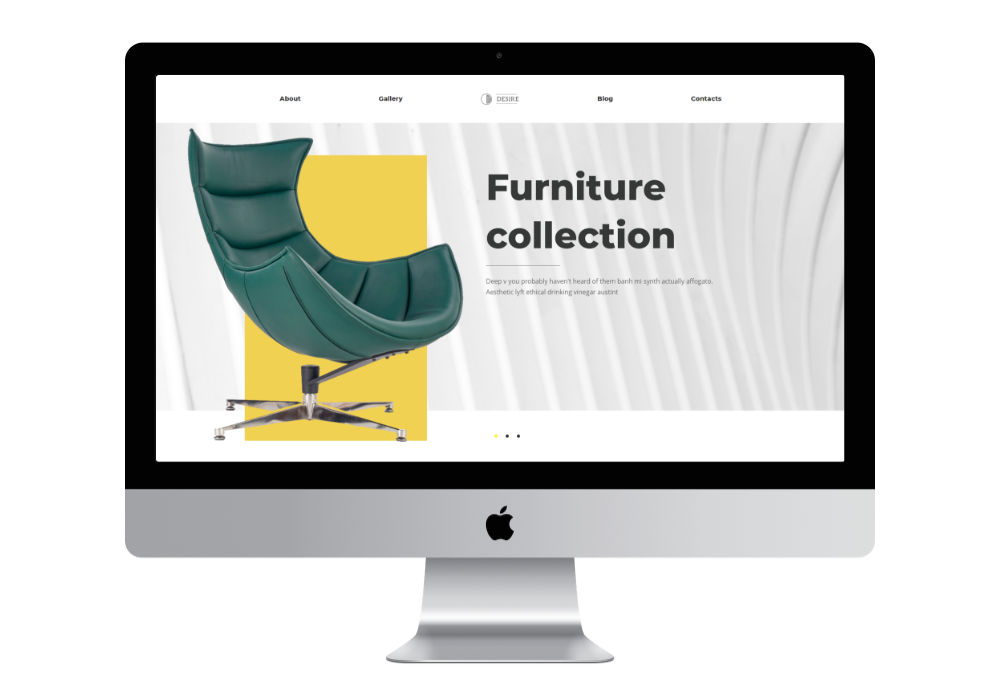 About
Gallery
DESIRE
Blog
Contacts
Furniture
collection
Deep v you probably haven't heard of them banh mi synth actually affogato.
Aesthetic lyft ethical drinking vinegar austint